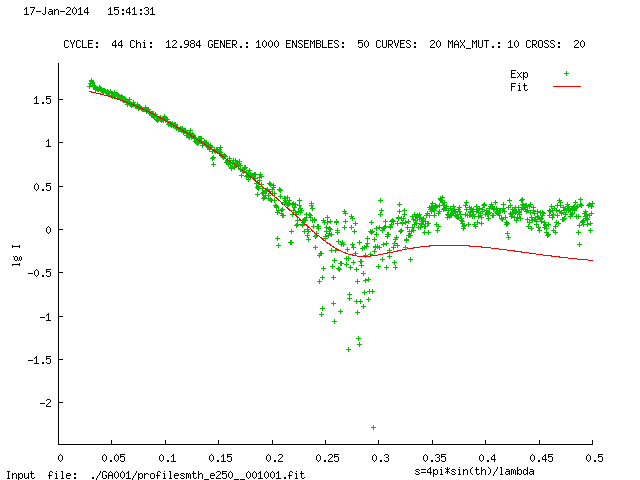 17-Jan-2014   15:41:31
CYCLE:  44 Chi:  12.984 GENER.: 1000 ENSEMBLES:  50 CURVES:  20 MAX_MUT.: 10 CROSS:  20
Exp
Fit
1.5
1
0.5
0
-0.5
-1
-1.5
-2
lg I
0 0.05 0.1 0.15 0.2 0.25 0.3 0.35 0.4 0.45 0.5
s=4pi*sin(th)/lambda
Input  file:  ./GA001/profilesmth_e250__001001.fit